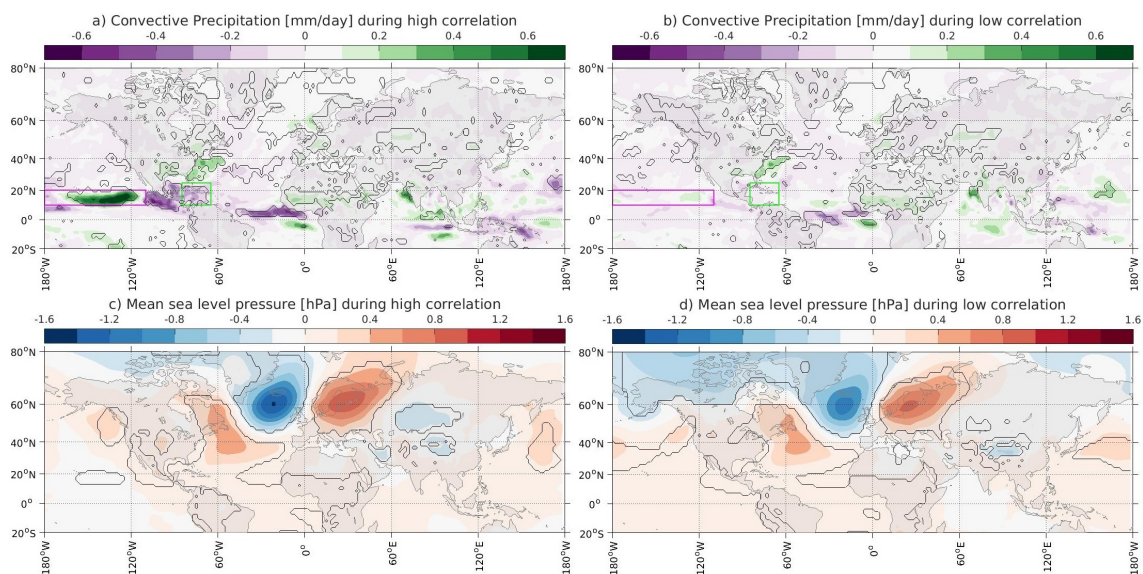 a) Convective Precipitation [mm/day] during high correlation
-0.6 -0.4 -0.2 0 0.2 0.4 0.6
80°N
60°N
40°N
20°N
0°
20°S
180°W 120°W 60°W 0° 60°E 120°E 180°W
b) Convective Precipitation [mm/day] during low correlation
-0.6 -0.4 -0.2 0 0.2 0.4 0.6
80°N
60°N
40°N
20°N
0°
20°S
180°W 120°W 60°W 0° 60°E 120°E 180°W
c) Mean sea level pressure [hPa] during high correlation
-1.6 -1.2 -0.8 -0.4 0 0.4 0.8 1.2 1.6
80°N
60°N
40°N
20°N
0°
20°S
180°W 120°W 60°W 0° 60°E 120°E 180°W
d) Mean sea level pressure [hPa] during low correlation
-1.6 -1.2 -0.8 -0.4 0 0.4 0.8 1.2 1.6
80°N
60°N
40°N
20°N
0°
20°S
180°W 120°W 60°W 0° 60°E 120°E 180°W